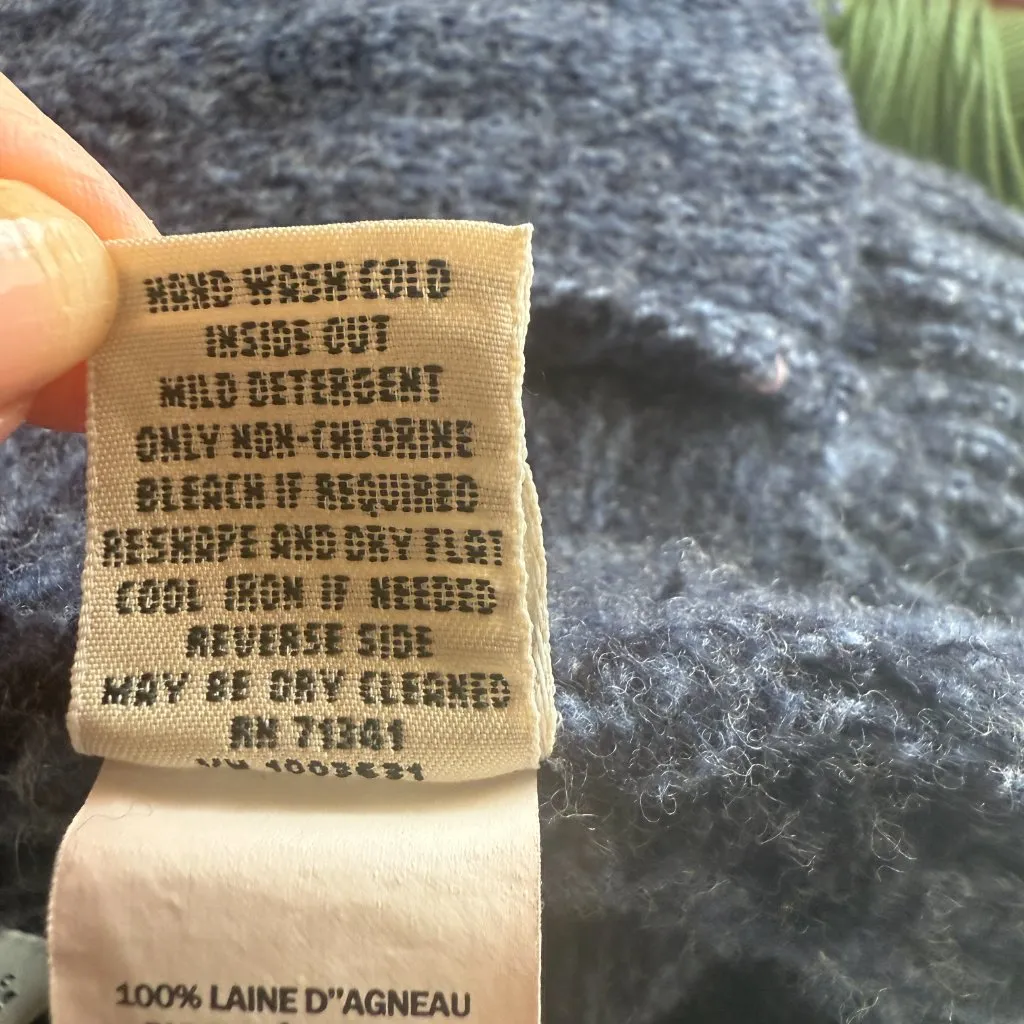 HAND WASH COLD
INSIDE OUT
MILD DETERGENT
ONLY NON-CHLORINE
BLEACH IF REQUIRED
RESHAPE AND DRY FLAT
COOL IRON IF NEEDED
REVERSE SIDE
MAY BE DRY CLEANED
RN 71341
100% LAINE D"AGNEAU